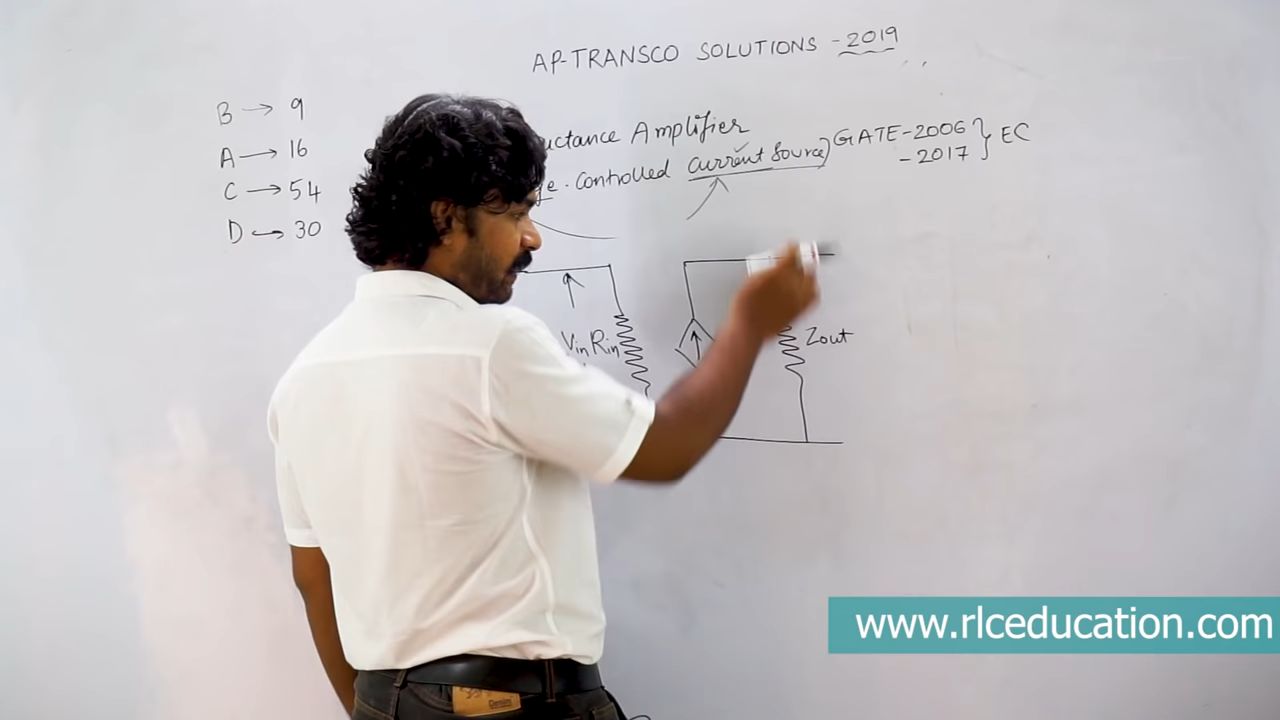 AP-TRANSCO SOLUTIONS - 2019
B → 9
A → 16
C → 54
D → 30
uctance Amplifier
e. Controlled Current Source) GATE-2006 } EC
-2017
Vin Rin
Zout
www.rlceducation.com
Denim